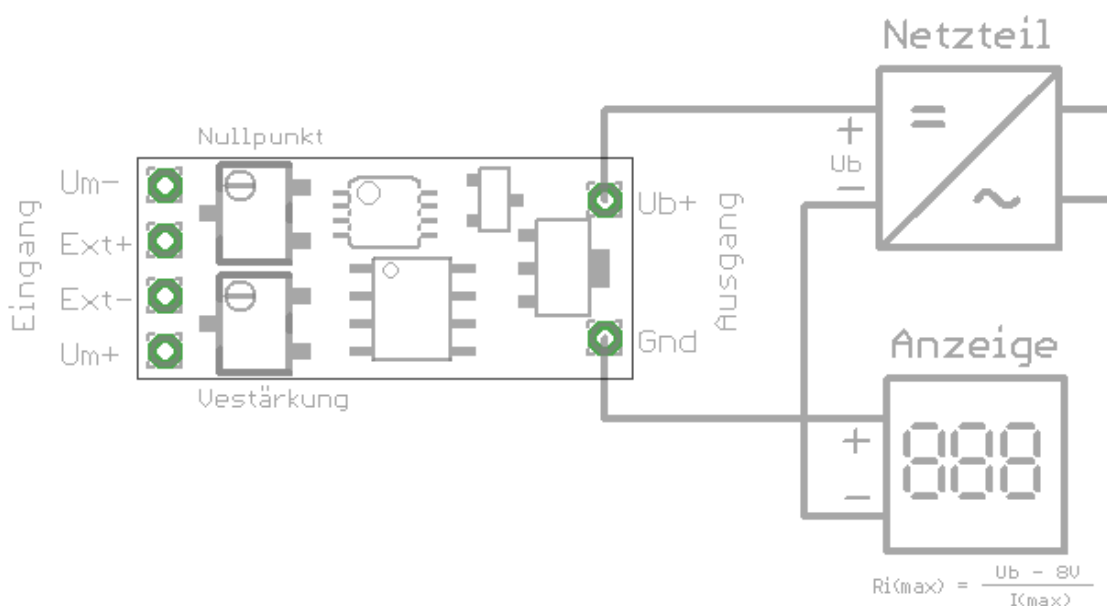 Netzteil
=
~
+
Ub
−
Nullpunkt
Eingang
Um-
Ext+
Ext-
Um+
Ub+
Gnd
Ausgang
Vestärkung
Anzeige
+
−
888
Ri(max) = Ub - 8V / I(max)